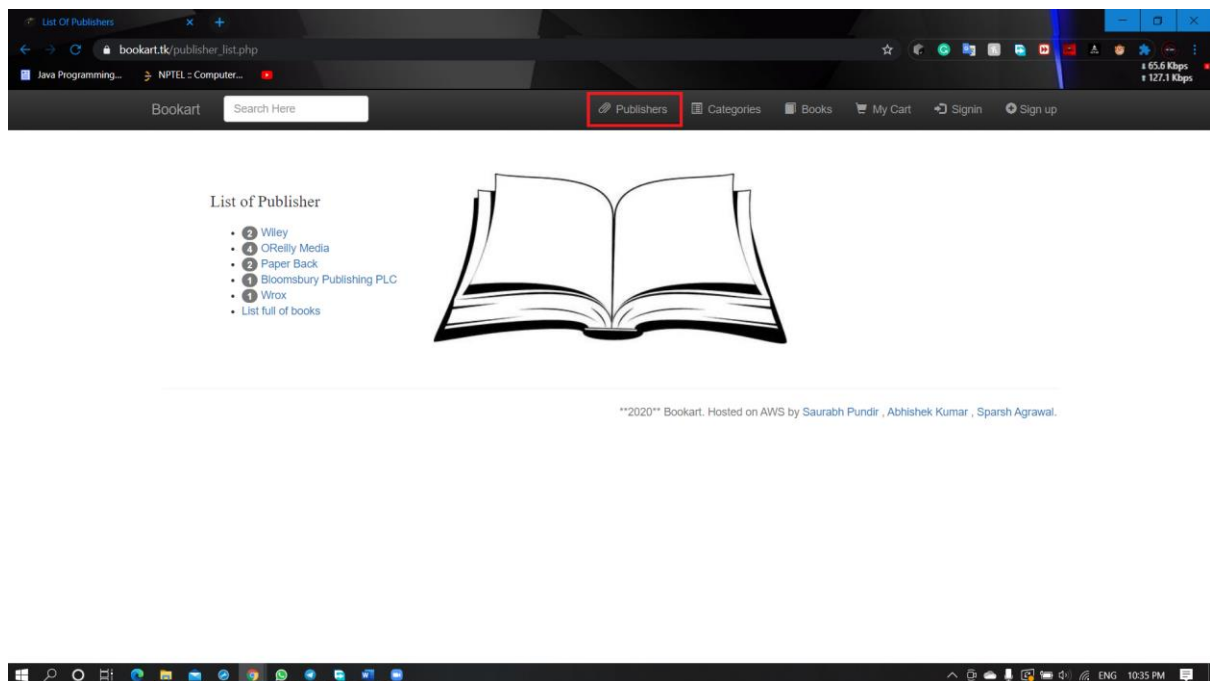 List Of Publishers
bookart.tk/publisher_list.php
Java Programming... NPTEL :: Computer...
65.6 Kbps
127.1 Kbps
Bookart Search Here Publishers Categories Books My Cart Signin Sign up
List of Publisher
2 Wiley
4 OReilly Media
2 Paper Back
1 Bloomsbury Publishing PLC
1 Wrox
List full of books
**2020** Bookart. Hosted on AWS by Saurabh Pundir , Abhishek Kumar , Sparsh Agrawal.
ENG 10:35 PM